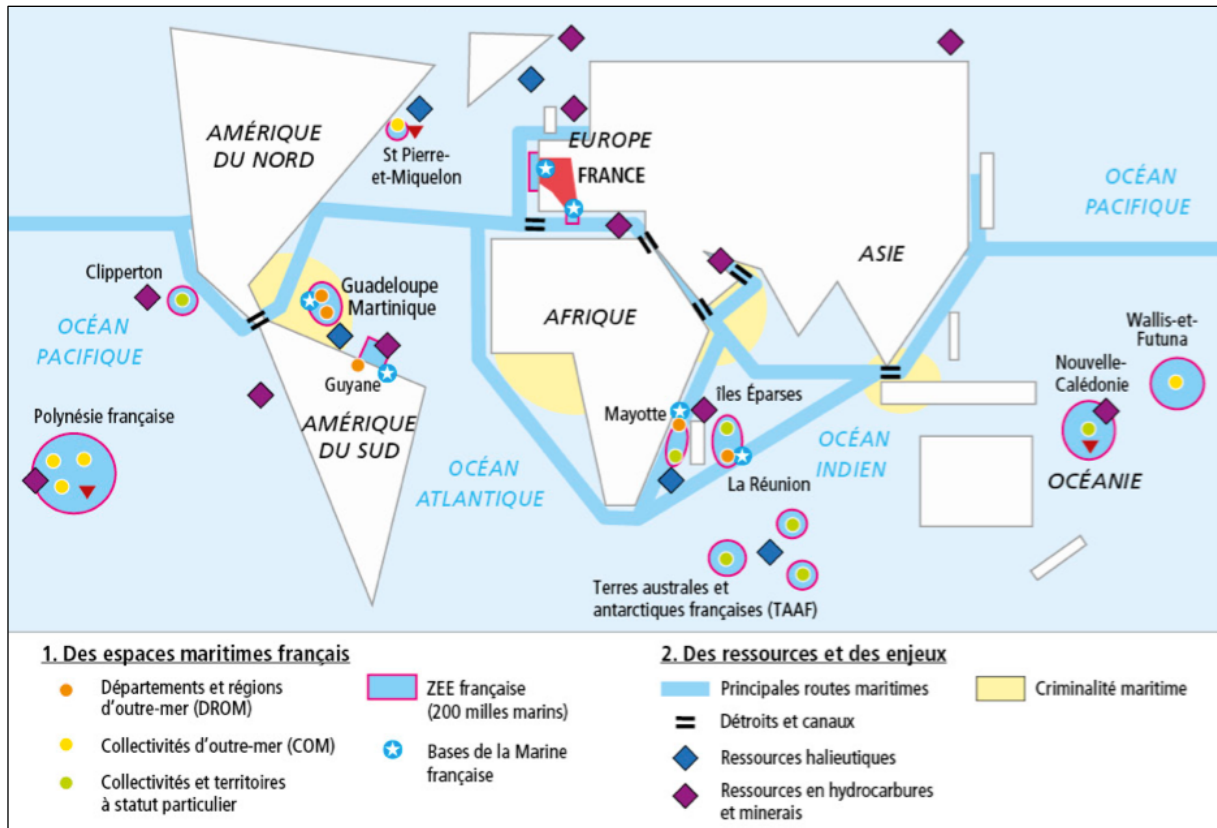 AMÉRIQUE
DU NORD
St Pierre-
et-Miquelon
EUROPE
FRANCE
OCÉAN
PACIFIQUE
ASIE
Clipperton
Guadeloupe
Martinique
AFRIQUE
OCÉAN
PACIFIQUE
Wallis-et-
Futuna
Nouvelle-
Calédonie
Guyane
Mayotte
îles Éparses
Polynésie française
AMÉRIQUE
DU SUD
OCÉAN
ATLANTIQUE
OCÉAN
INDIEN
La Réunion
OCÉANIE
Terres australes et
antarctiques françaises (TAAF)
1. Des espaces maritimes français
Départements et régions
d'outre-mer (DROM)
Collectivités d'outre-mer (COM)
Collectivités et territoires
à statut particulier
ZEE française
(200 milles marins)
Bases de la Marine
française
2. Des ressources et des enjeux
Principales routes maritimes
Détroits et canaux
Ressources halieutiques
Ressources en hydrocarbures
et minerais
Criminalité maritime